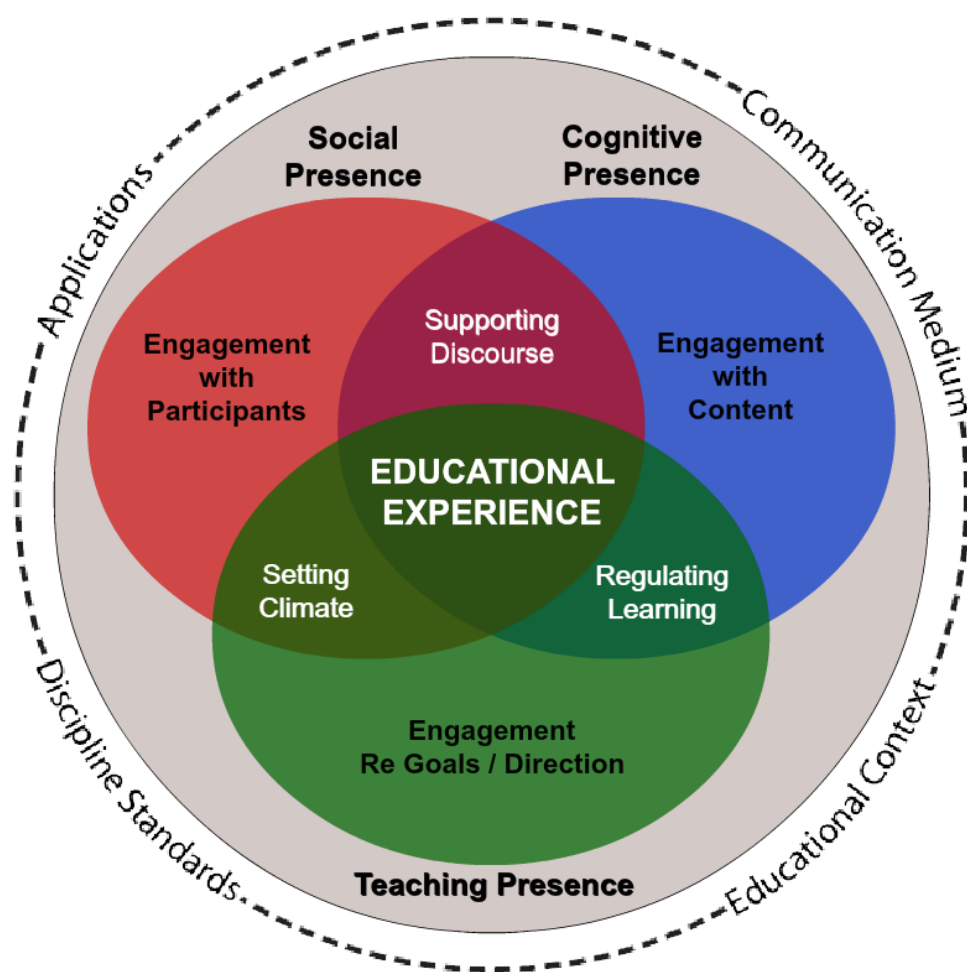 Applications
Communication Medium
Social
Presence
Cognitive
Presence
Supporting
Discourse
Engagement
with
Participants
Engagement
with
Content
EDUCATIONAL
EXPERIENCE
Setting
Climate
Regulating
Learning
Engagement
Re Goals / Direction
Teaching Presence
Discipline Standards
Educational Context